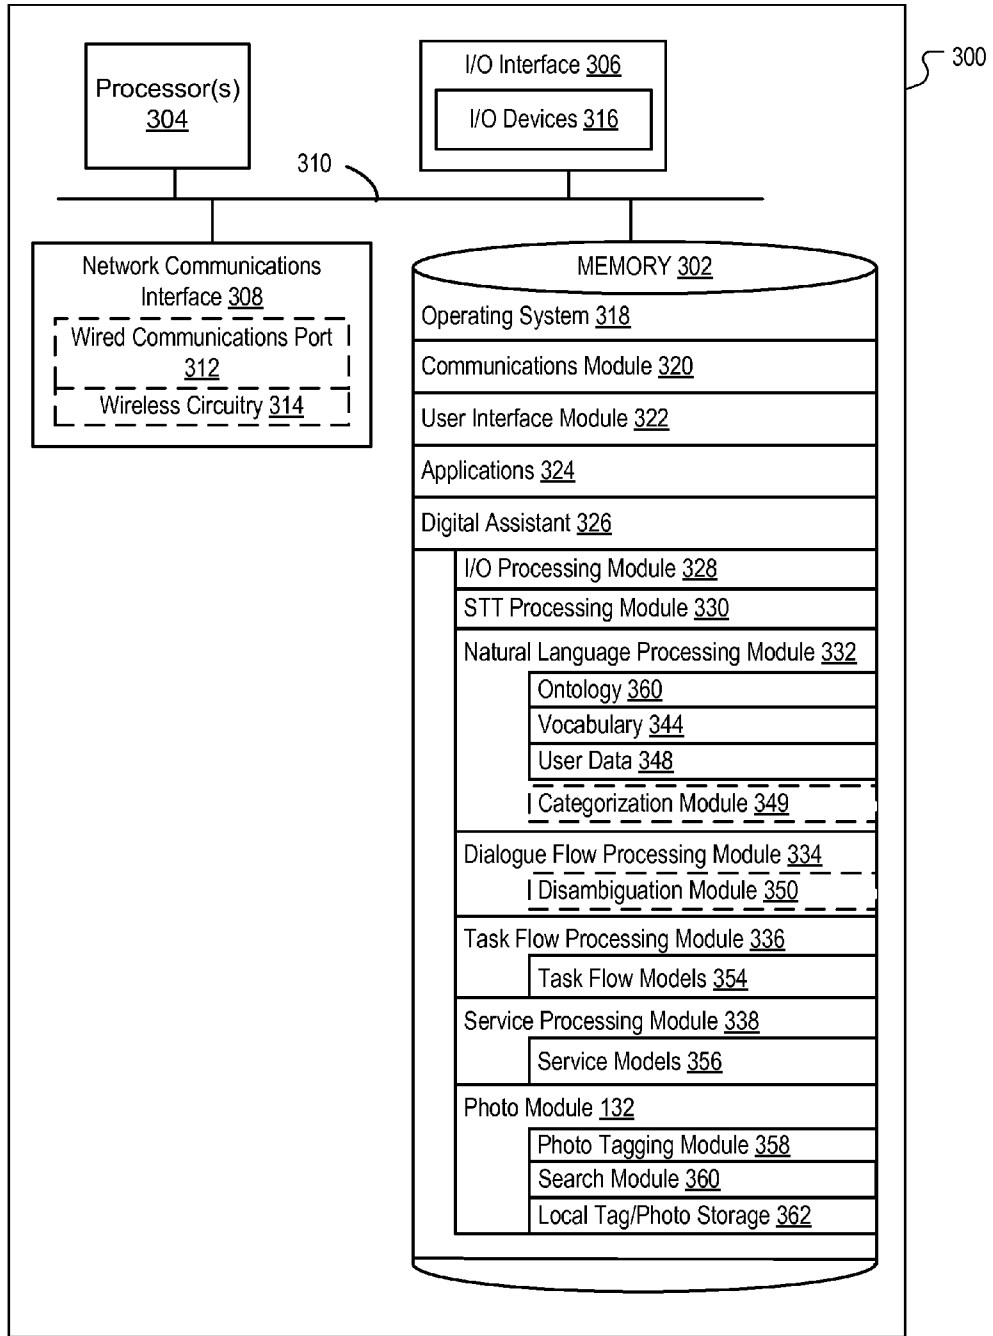 300
Processor(s)
304
I/O Interface 306
I/O Devices 316
310
Network Communications
Interface 308
Wired Communications Port
312
Wireless Circuitry 314
MEMORY 302
Operating System 318
Communications Module 320
User Interface Module 322
Applications 324
Digital Assistant 326
I/O Processing Module 328
STT Processing Module 330
Natural Language Processing Module 332
Ontology 360
Vocabulary 344
User Data 348
Categorization Module 349
Dialogue Flow Processing Module 334
Disambiguation Module 350
Task Flow Processing Module 336
Task Flow Models 354
Service Processing Module 338
Service Models 356
Photo Module 132
Photo Tagging Module 358
Search Module 360
Local Tag/Photo Storage 362